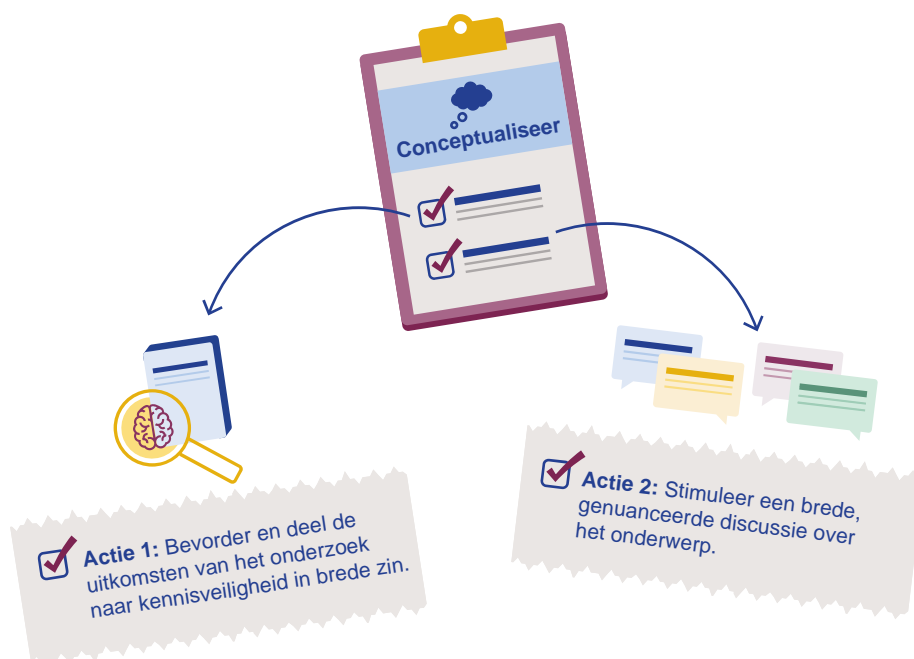 Conceptualiseer
Actie 1: Bevorder en deel de
uitkomsten van het onderzoek
naar kennisveiligheid in brede zin.
Actie 2: Stimuleer een brede,
genuanceerde discussie over
het onderwerp.